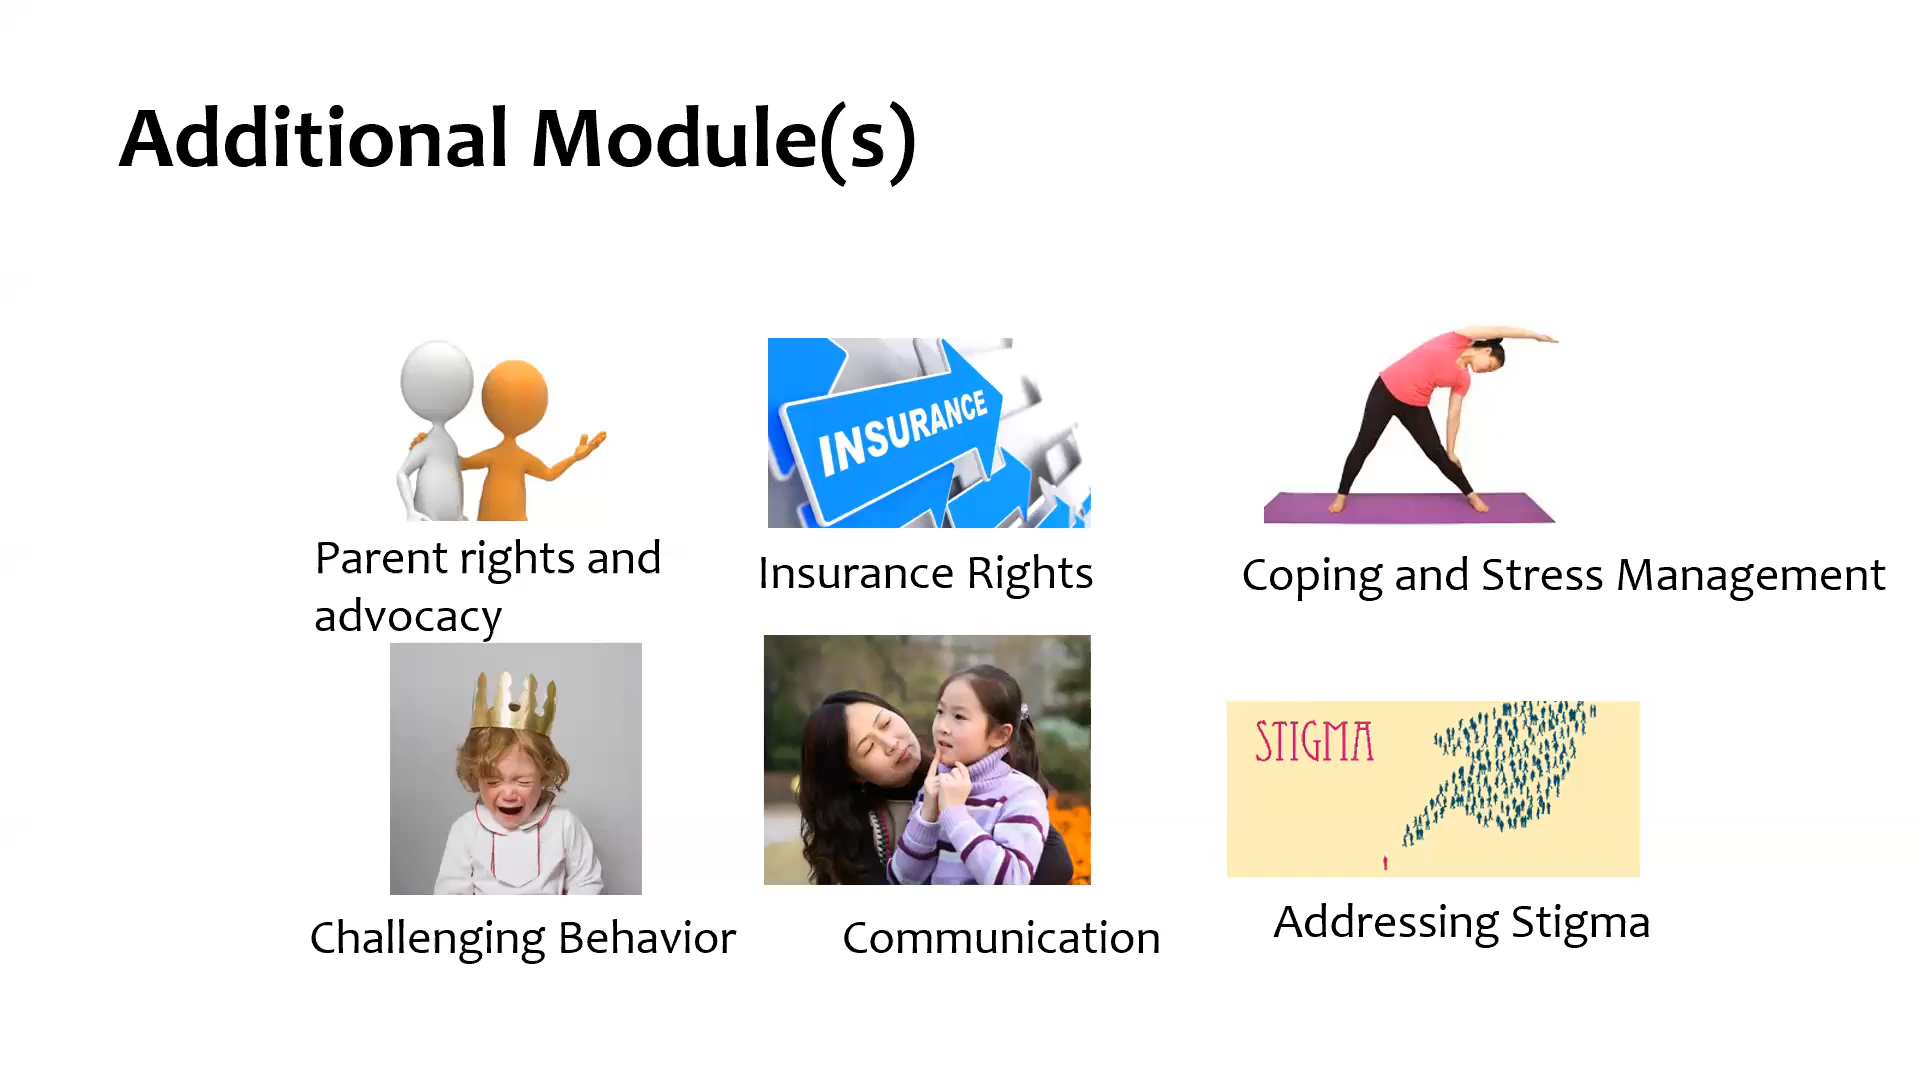 Additional Module(s)
INSURANCE
Parent rights and
advocacy
Insurance Rights
Coping and Stress Management
STIGMA
Challenging Behavior
Communication
Addressing Stigma